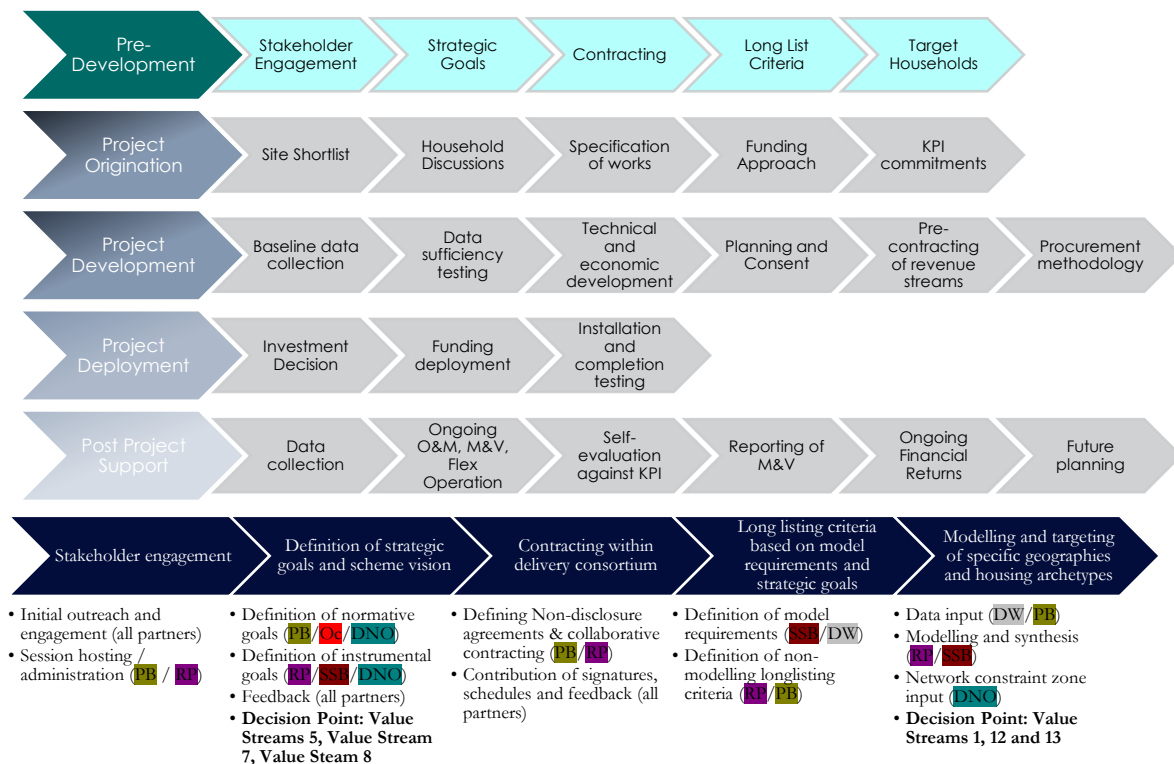 Pre-
Development
Stakeholder
Engagement
Strategic
Goals
Contracting
Long List
Criteria
Target
Households
Project
Origination
Site Shortlist
Household
Discussions
Specification
of works
Funding
Approach
KPI
commitments
Project
Development
Baseline data
collection
Data
sufficiency
testing
Technical
and
economic
development
Planning and
Consent
Pre-
contracting
of revenue
streams
Procurement
methodology
Project
Deployment
Investment
Decision
Funding
deployment
Installation
and
completion
testing
Post Project
Support
Data
collection
Ongoing
O&M, M&V,
Flex
Operation
Self-
evaluation
against KPI
Reporting of
M&V
Ongoing
Financial
Returns
Future
planning
Stakeholder engagement
Definition of strategic
goals and scheme vision
Contracting within
delivery consortium
Long listing criteria
based on model
requirements and
strategic goals
Modelling and targeting
of specific geographies
and housing archetypes
• Initial outreach and
engagement (all partners)
• Session hosting /
administration (PB / RP)
• Definition of normative
goals (PB/Oc/DNO)
• Definition of instrumental
goals (RP/SSB/DNO)
• Feedback (all partners)
• Decision Point: Value
Streams 5, Value Stream
7, Value Steam 8
• Defining Non-disclosure
agreements & collaborative
contracting (PB/RP)
• Contribution of signatures,
schedules and feedback (all
partners)
• Definition of model
requirements (SSB/DW)
• Definition of non-
modelling longlisting
criteria (RP/PB)
• Data input (DW/PB)
• Modelling and synthesis
(RP/SSB)
• Network constraint zone
input (DNO)
• Decision Point: Value
Streams 1, 12 and 13